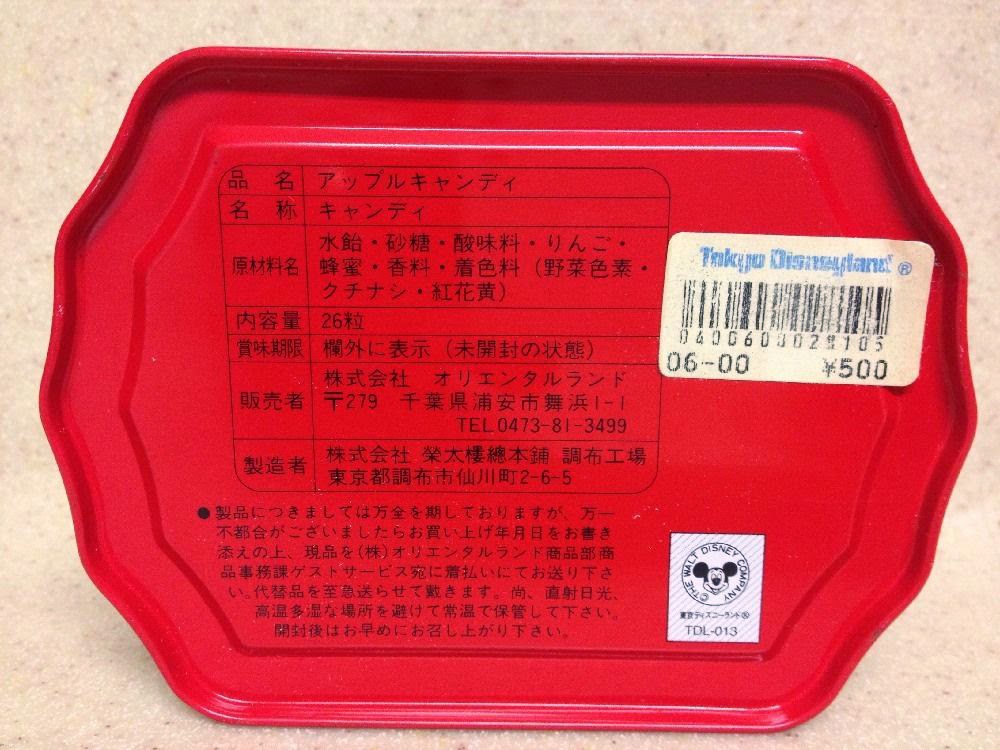 品 名 アップルキャンディ
名 称 キャンディ
原材料名 水飴・砂糖・酸味料・りんご・
蜂蜜・香料・着色料(野菜色素・
クチナシ・紅花黄)
内容量 26粒
賞味期限 欄外に表示(未開封の状態)
販売者 株式会社 オリエンタルランド
〒279 千葉県浦安市舞浜1-1
TEL.0473-81-3499
製造者 株式会社 榮太樓總本鋪 調布工場
東京都調布市仙川町2-6-5
●製品につきましては万全を期しておりますが、万一
不都合がございましたらお買い上げ年月日をお書き
添えの上、現品を(株)オリエンタルランド商品部商
品事務課ゲストサービス宛に着払いにてお送り下さ
い。代替品を至急送らせて戴きます。尚、直射日光、
高温多湿な場所を避けて常温で保管して下さい。
開封後はお早めにお召し上がり下さい。
Tokyo Disneyland®
06-00 ¥500
©THE WALT DISNEY COMPANY
東京ディズニーランド®
TDL-013